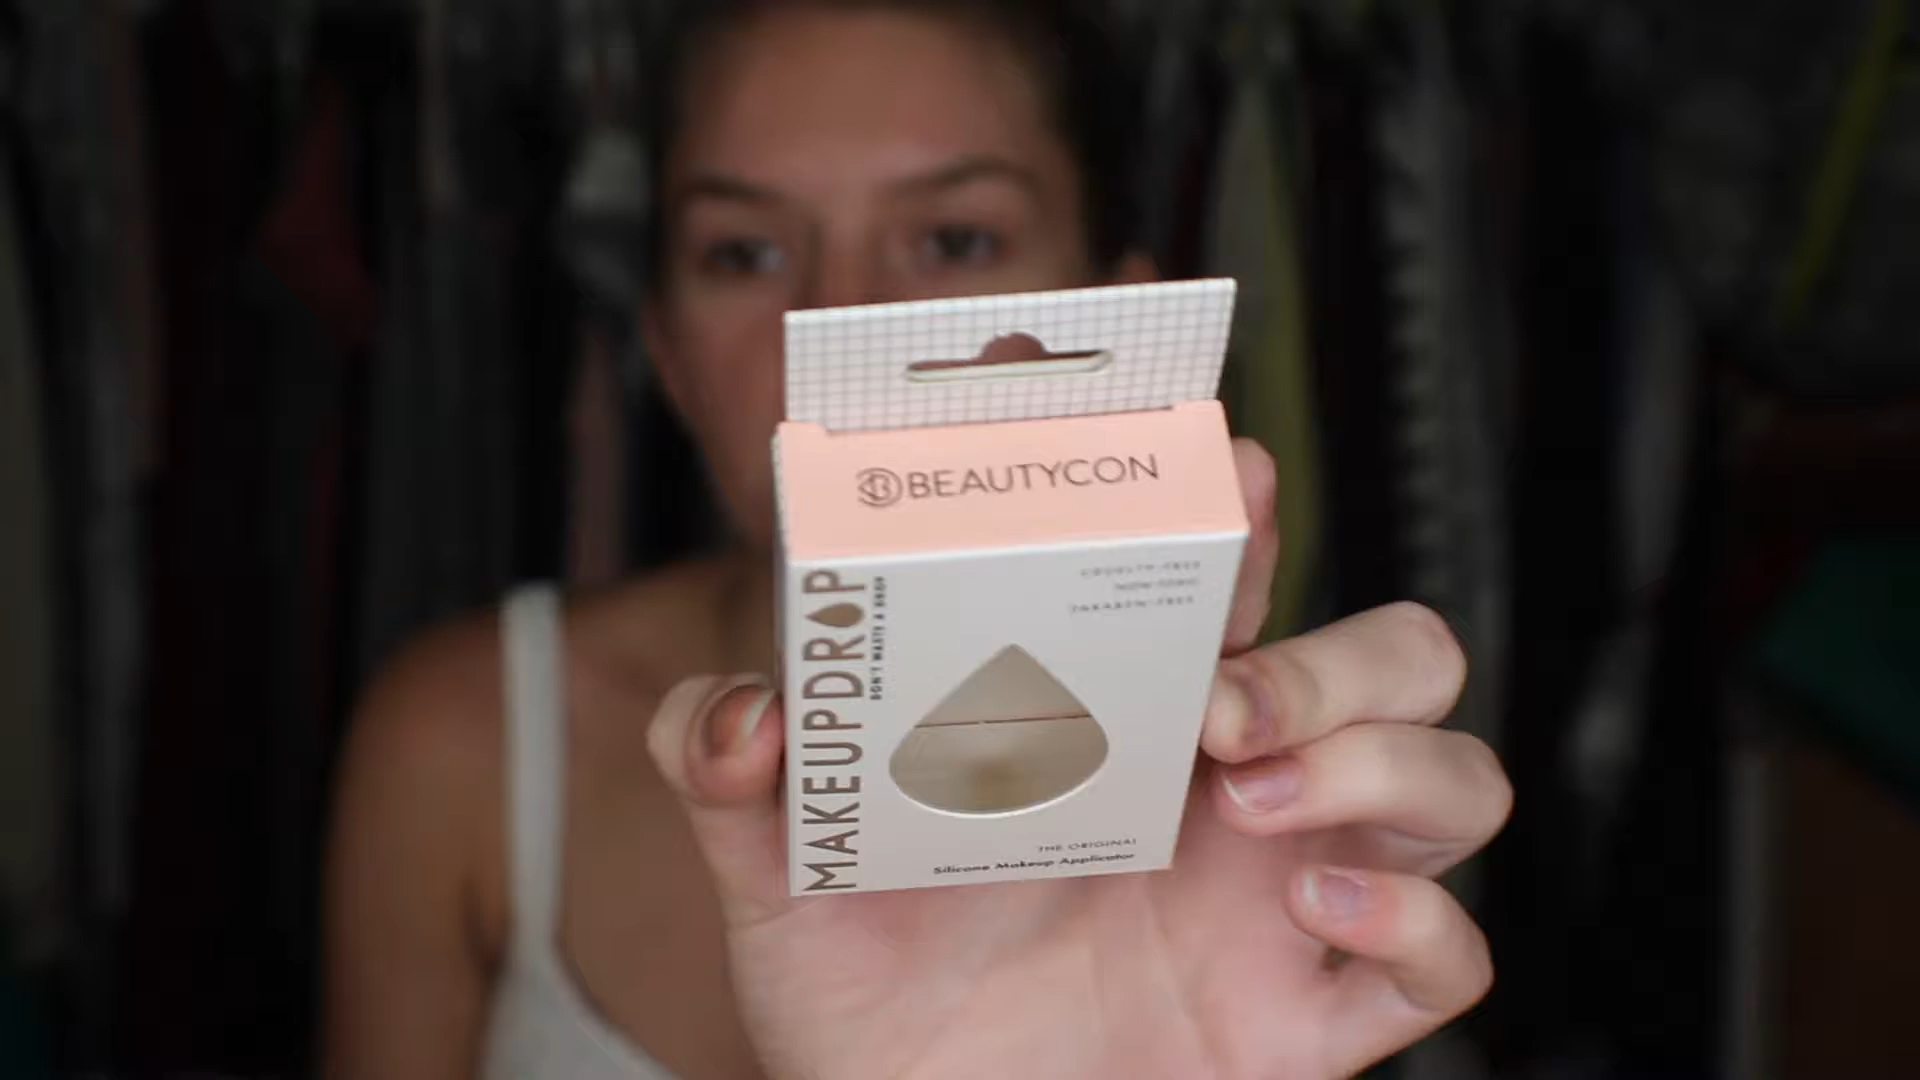 BEAUTYCON
CRUELTY-FREE
NON-TOXIC
PARABEN-FREE
MAKEUPDROP
DON'T WASTE A DROP
THE ORIGINAL
Silicone Makeup Applicator